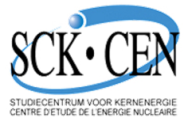 SCK•CEN
STUDIECENTRUM VOOR KERNENERGIE
CENTRE D'ETUDE DE L'ENERGIE NUCLEAIRE